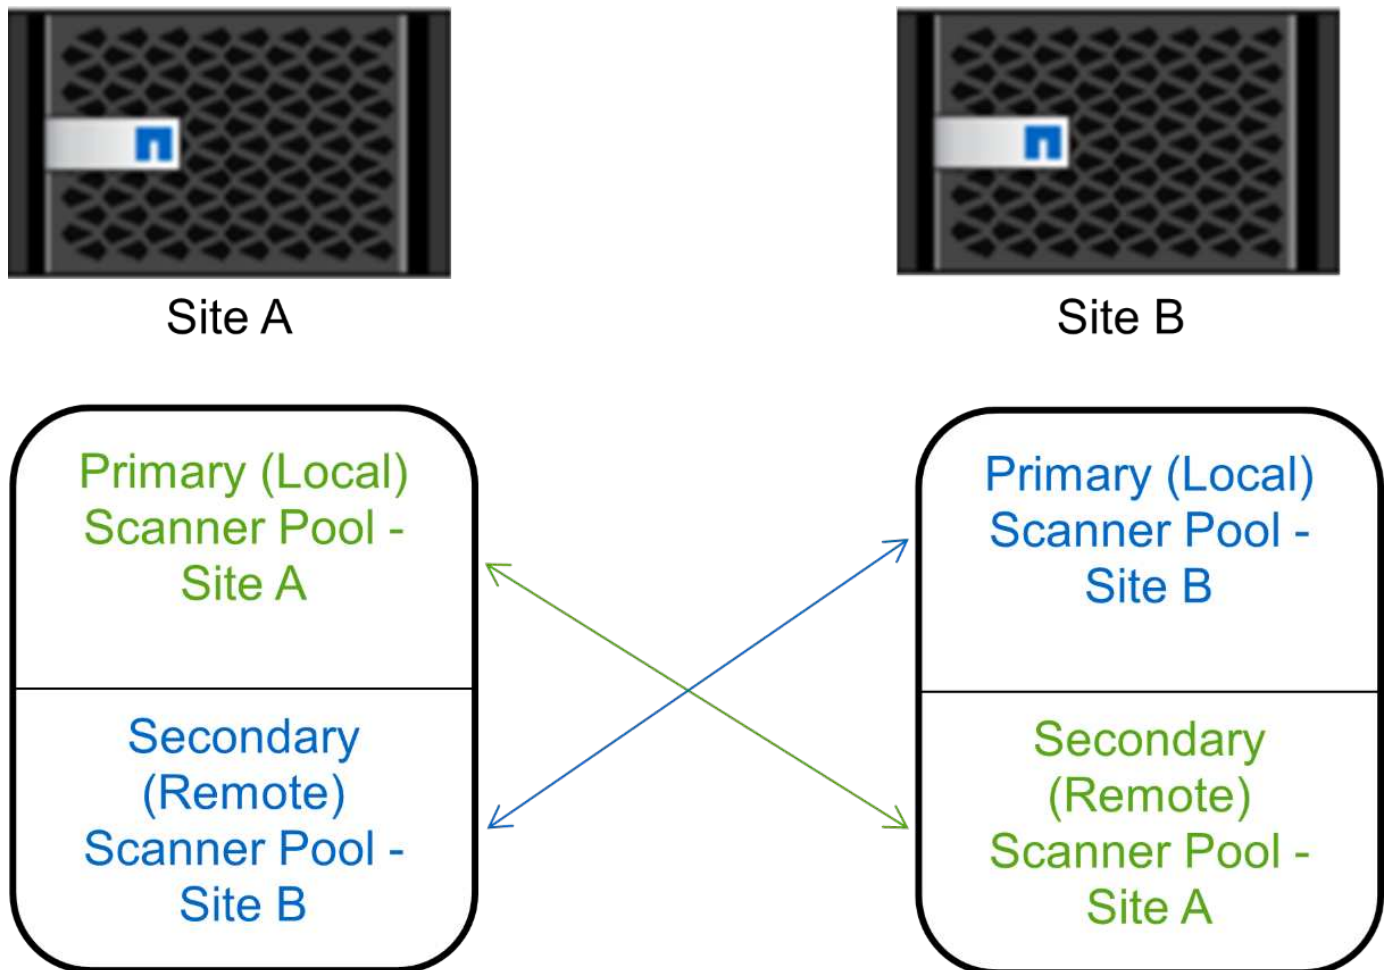 Site A
Site B
Primary (Local)
Scanner Pool -
Site A
Secondary
(Remote)
Scanner Pool -
Site B
Primary (Local)
Scanner Pool -
Site B
Secondary
(Remote)
Scanner Pool -
Site A